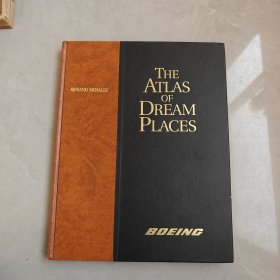 RAND McNALLY
THE
ATLAS
OF
DREAM
PLACES
BOEING